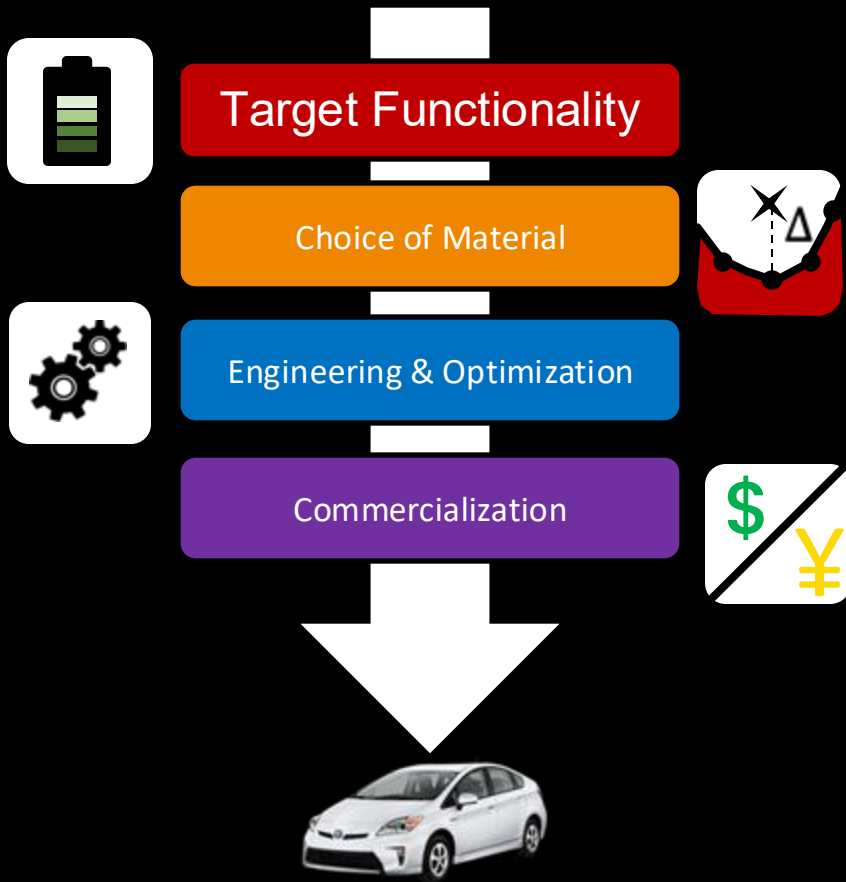 Target Functionality
Choice of Material
Δ
Engineering & Optimization
Commercialization
$
¥